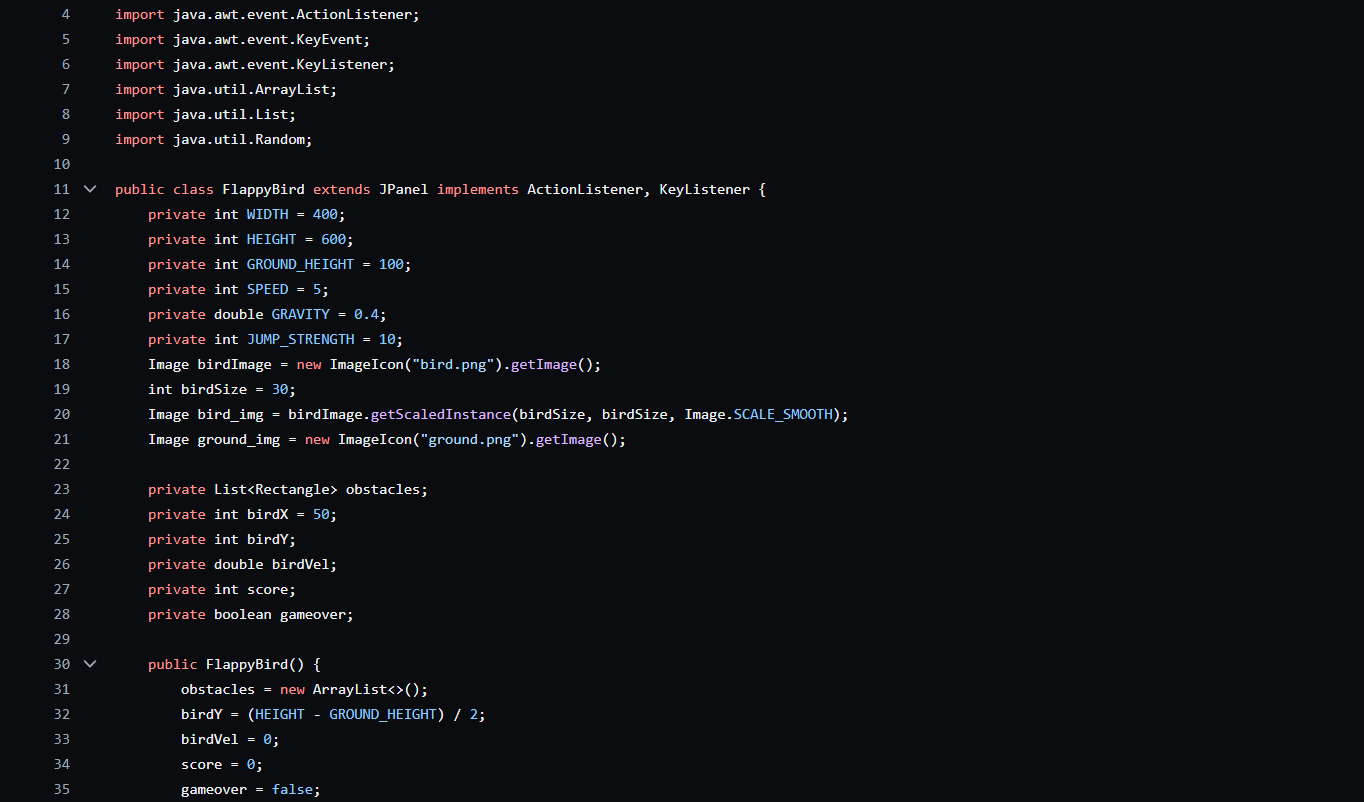 4 import java.awt.event.ActionListener;
5 import java.awt.event.KeyEvent;
6 import java.awt.event.KeyListener;
7 import java.util.ArrayList;
8 import java.util.List;
9 import java.util.Random;
10
11 public class FlappyBird extends JPanel implements ActionListener, KeyListener {
12 private int WIDTH = 400;
13 private int HEIGHT = 600;
14 private int GROUND_HEIGHT = 100;
15 private int SPEED = 5;
16 private double GRAVITY = 0.4;
17 private int JUMP_STRENGTH = 10;
18 Image birdImage = new ImageIcon("bird.png").getImage();
19 int birdSize = 30;
20 Image bird_img = birdImage.getScaledInstance(birdSize, birdSize, Image.SCALE_SMOOTH);
21 Image ground_img = new ImageIcon("ground.png").getImage();
22
23 private List<Rectangle> obstacles;
24 private int birdX = 50;
25 private int birdY;
26 private double birdVel;
27 private int score;
28 private boolean gameover;
29
30 public FlappyBird() {
31 obstacles = new ArrayList<>();
32 birdY = (HEIGHT - GROUND_HEIGHT) / 2;
33 birdVel = 0;
34 score = 0;
35 gameover = false;